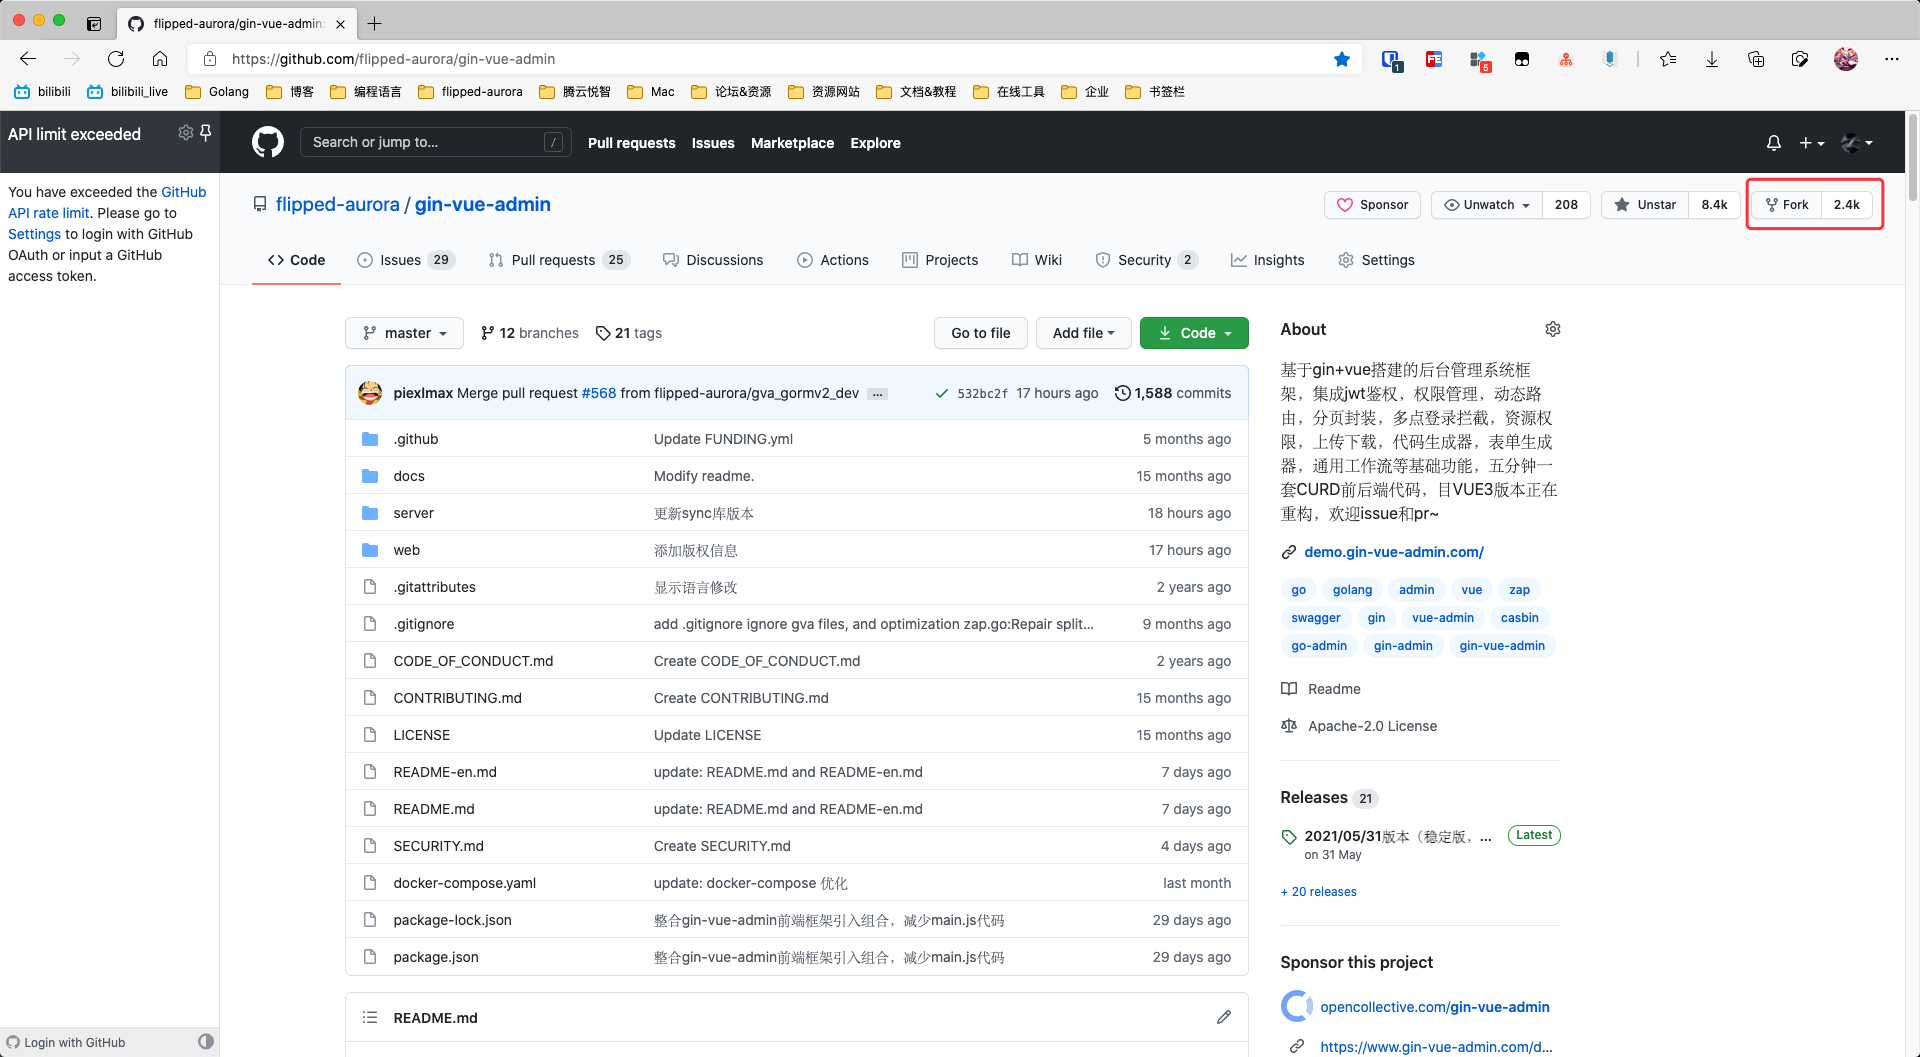 flipped-aurora/gin-vue-admin:
https://github.com/flipped-aurora/gin-vue-admin
1
FE
5
bilibili
bilibili_live
Golang
博客
编程语言
flipped-aurora
腾云悦智
Mac
论坛&资源
资源网站
文档&教程
在线工具
企业
书签栏
API limit exceeded
You have exceeded the GitHub
API rate limit. Please go to
Settings to login with GitHub
OAuth or input a GitHub
access token.
Login with GitHub
Search or jump to...
/
Pull requests
Issues
Marketplace
Explore
flipped-aurora / gin-vue-admin
Sponsor
Unwatch 208
Unstar 8.4k
Fork 2.4k
Code
Issues 29
Pull requests 25
Discussions
Actions
Projects
Wiki
Security 2
Insights
Settings
master
12 branches
21 tags
Go to file
Add file
Code
piexlmax Merge pull request #568 from flipped-aurora/gva_gormv2_dev ... 532bc2f 17 hours ago 1,588 commits
.github Update FUNDING.yml 5 months ago
docs Modify readme. 15 months ago
server 更新sync库版本 18 hours ago
web 添加版权信息 17 hours ago
.gitattributes 显示语言修改 2 years ago
.gitignore add .gitignore ignore gva files, and optimization zap.go:Repair split... 9 months ago
CODE_OF_CONDUCT.md Create CODE_OF_CONDUCT.md 2 years ago
CONTRIBUTING.md Create CONTRIBUTING.md 15 months ago
LICENSE Update LICENSE 15 months ago
README-en.md update: README.md and README-en.md 7 days ago
README.md update: README.md and README-en.md 7 days ago
SECURITY.md Create SECURITY.md 4 days ago
docker-compose.yaml update: docker-compose 优化 last month
package-lock.json 整合gin-vue-admin前端框架引入组合，减少main.js代码 29 days ago
package.json 整合gin-vue-admin前端框架引入组合，减少main.js代码 29 days ago
README.md
About
基于gin+vue搭建的后台管理系统框
架，集成jwt鉴权，权限管理，动态路
由，分页封装，多点登录拦截，资源权
限，上传下载，代码生成器，表单生成
器，通用工作流等基础功能，五分钟一
套CURD前后端代码，目VUE3版本正在
重构，欢迎issue和pr~
demo.gin-vue-admin.com/
go golang admin vue zap
swagger gin vue-admin casbin
go-admin gin-admin gin-vue-admin
Readme
Apache-2.0 License
Releases 21
2021/05/31版本（稳定版，... Latest
on 31 May
+ 20 releases
Sponsor this project
opencollective.com/gin-vue-admin
https://www.gin-vue-admin.com/d...